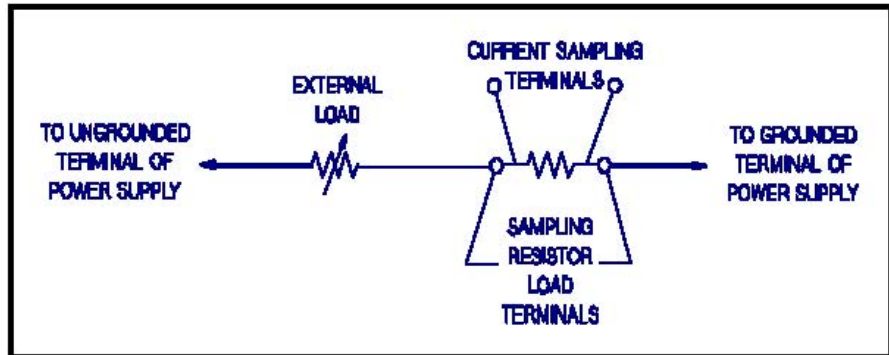 CURRENT SAMPLING
TERMINALS
EXTERNAL
LOAD
TO UNGROUNDED
TERMINAL OF
POWER SUPPLY
TO GROUNDED
TERMINAL OF
POWER SUPPLY
SAMPLING
RESISTOR
LOAD
TERMINALS